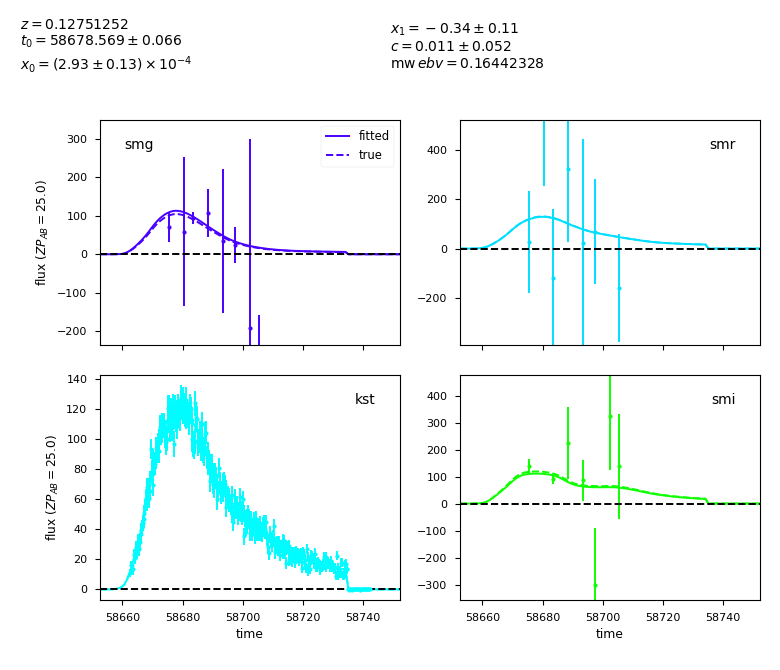 z = 0.12751252
t₀ = 58678.569 ± 0.066
x₀ = (2.93 ± 0.13) × 10⁻⁴
x₁ = −0.34 ± 0.11
c = 0.011 ± 0.052
mw ebv = 0.16442328
smg
fitted
true
300
200
100
0
−100
−200
flux (ZP_AB = 25.0)
smr
400
200
0
−200
kst
140
120
100
80
60
40
20
0
flux (ZP_AB = 25.0)
58660 58680 58700 58720 58740
time
smi
400
300
200
100
0
−100
−200
−300
58660 58680 58700 58720 58740
time